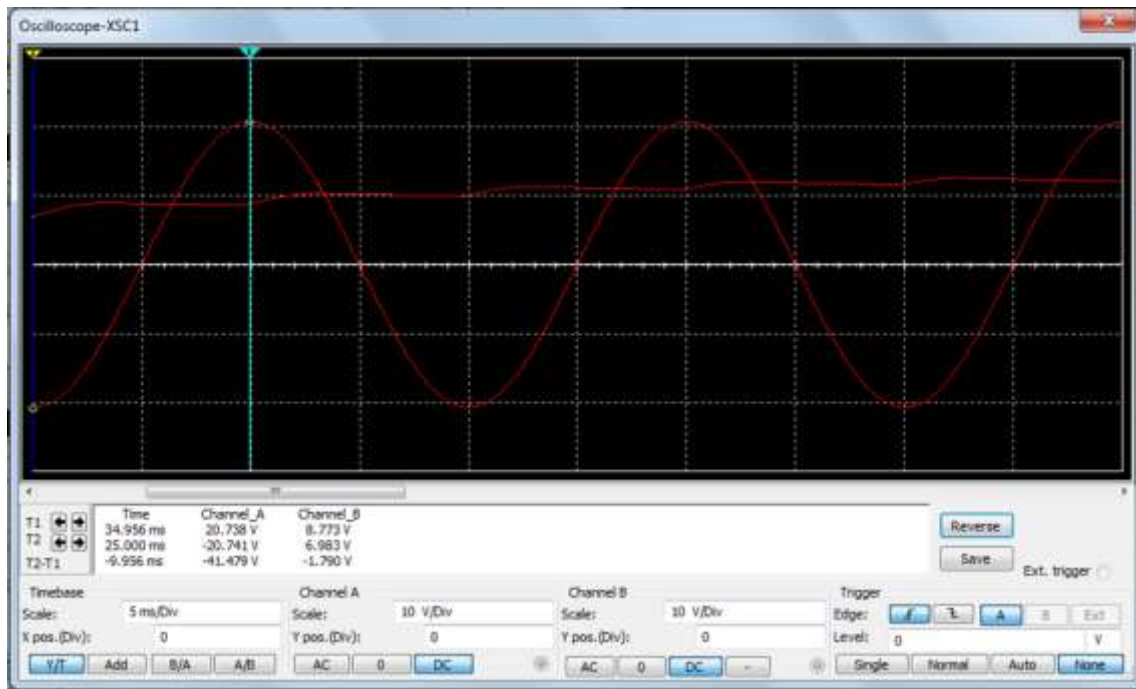 Oscilloscope-XSC1
Time Channel_A Channel_B
T1 34.956 ms 20.738 V 8.773 V
T2 25.000 ms -20.741 V 6.983 V
T2-T1 -9.956 ms -41.479 V -1.790 V
Reverse
Save
Ext. trigger
Timebase Channel A Channel B Trigger
Scale: 5 ms/Div Scale: 10 V/Div Scale: 10 V/Div Edge: A B Ext
X pos.(Div): 0 Y pos.(Div): 0 Y pos.(Div): 0 Level: 0 V
Y/T Add B/A A/B AC 0 DC AC 0 DC - Single Normal Auto None